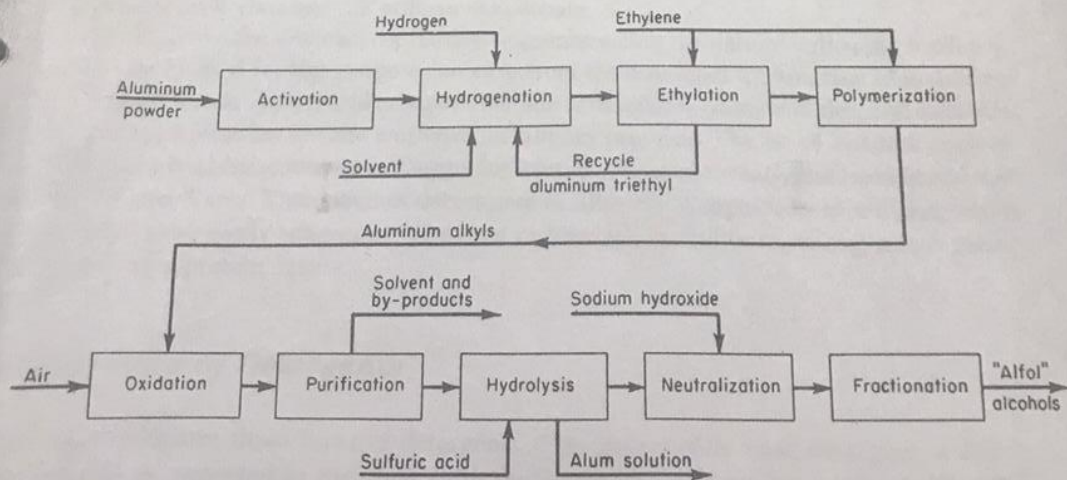 Hydrogen
Ethylene
Aluminum
powder
Activation
Hydrogenation
Ethylation
Polymerization
Solvent
Recycle
aluminum triethyl
Aluminum alkyls
Solvent and
by-products
Sodium hydroxide
Air
Oxidation
Purification
Hydrolysis
Neutralization
Fractionation
"Alfol"
alcohols
Sulfuric acid
Alum solution